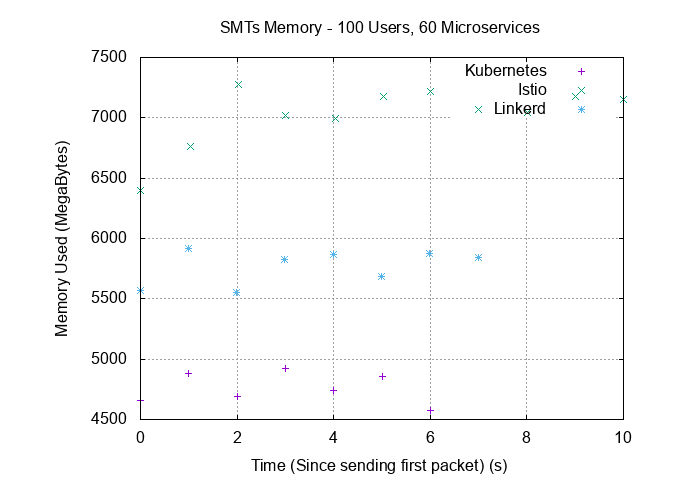 SMTs Memory - 100 Users, 60 Microservices
7500
7000
6500
6000
5500
5000
4500
Memory Used (MegaBytes)
Kubernetes
Istio
Linkerd
0 2 4 6 8 10
Time (Since sending first packet) (s)